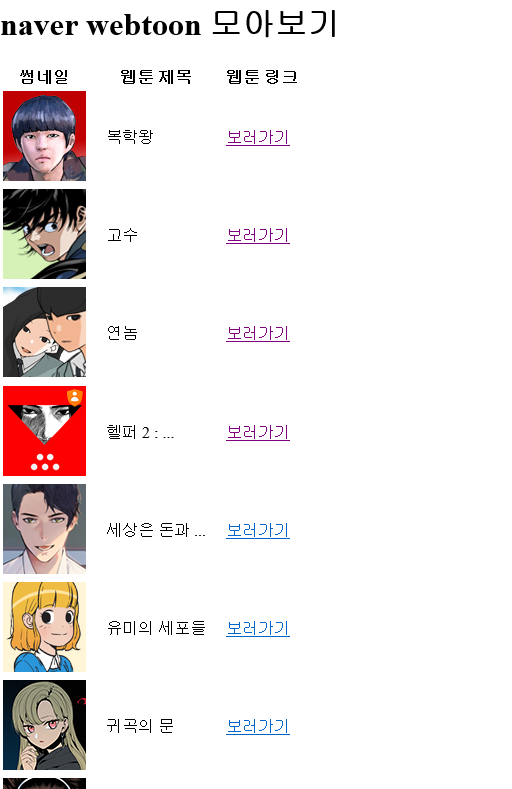 naver webtoon 모아보기
썸네일 웹툰 제목 웹툰 링크
복학왕 보러가기
고수 보러가기
연놈 보러가기
헬퍼 2 : ... 보러가기
세상은 돈과 ... 보러가기
유미의 세포들 보러가기
귀곡의 문 보러가기